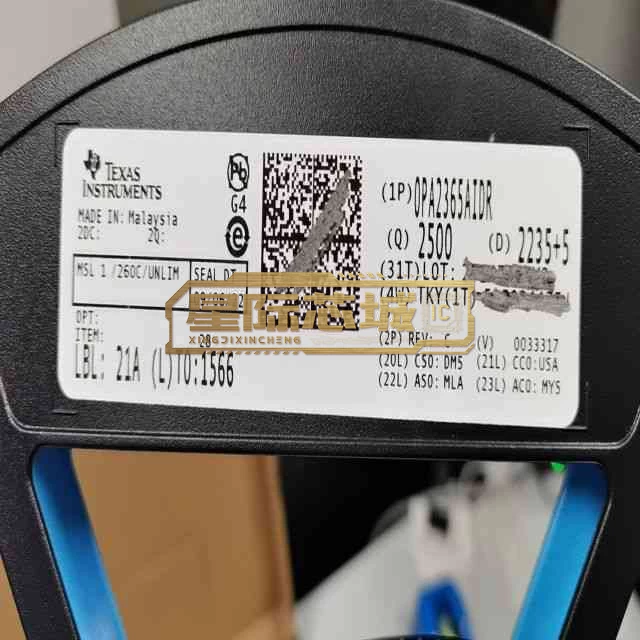 TEXAS
INSTRUMENTS
MADE IN: Malaysia
2DC: 2Q:
MSL 1 /260C/UNLIM
SEAL DT
OPT:
ITEM:
LBL: 21A (L)TO:1566
Pb
G4
e
(1P) OPA2365AIDR
(Q) 2500 (D) 2235+5
(31T)LOT:
(4W) TKY(1T)
(2P) REV: (V) 0033317
(20L) CSO: DM5 (21L) CCO:USA
(22L) ASO: MLA (23L) ACO: MYS
星际芯城 IC
XINGJIXINCHENG